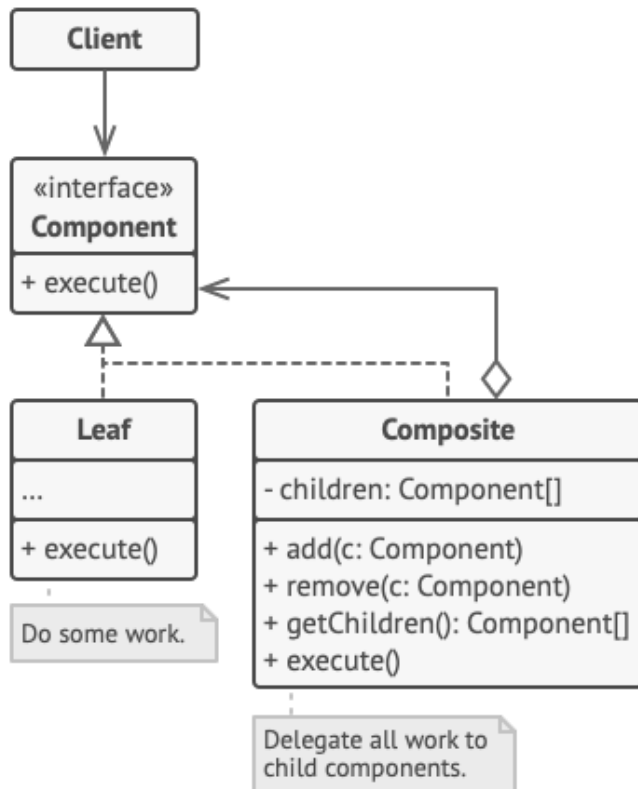 Client
«interface»
Component
+ execute()
Leaf
...
+ execute()
Do some work.
Composite
- children: Component[]
+ add(c: Component)
+ remove(c: Component)
+ getChildren(): Component[]
+ execute()
Delegate all work to
child components.